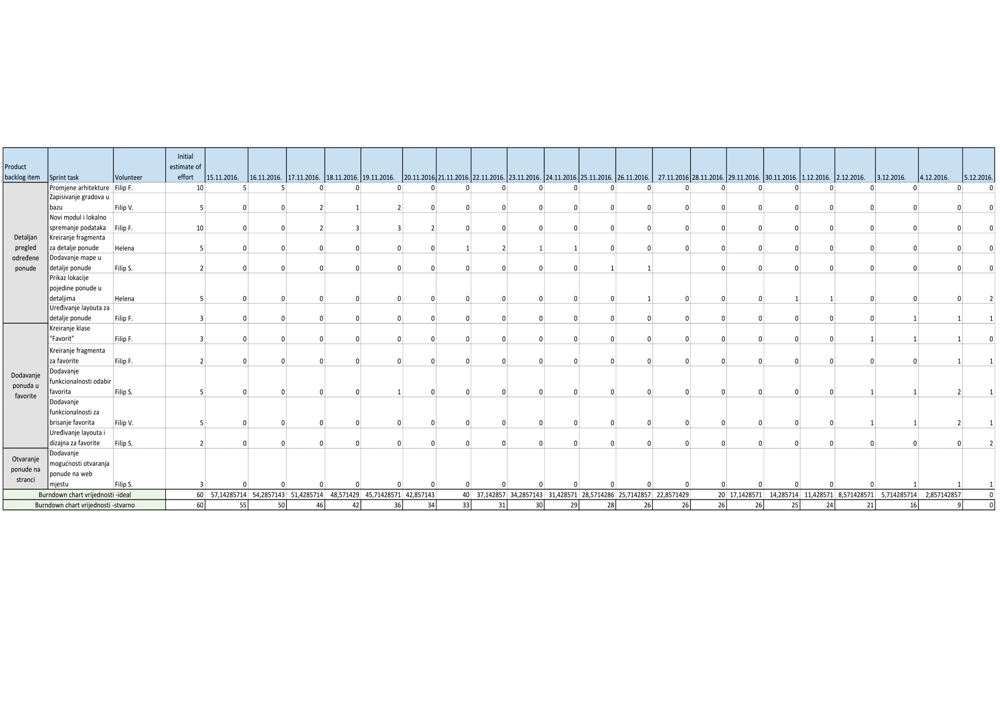 Product backlog item Sprint task Volunteer Initial estimate of effort 15.11.2016. 16.11.2016. 17.11.2016. 18.11.2016. 19.11.2016. 20.11.2016. 21.11.2016. 22.11.2016. 23.11.2016. 24.11.2016. 25.11.2016. 26.11.2016. 27.11.2016 28.11.2016. 29.11.2016. 30.11.2016. 1.12.2016. 2.12.2016. 3.12.2016. 4.12.2016. 5.12.2016.
Detaljan pregled određene ponude
Promjene arhitekture Filip F. 10 5 5 0 0 0 0 0 0 0 0 0 0 0 0 0 0 0 0 0 0 0
Zapisivanje gradova u bazu Filip V. 5 0 0 2 1 2 0 0 0 0 0 0 0 0 0 0 0 0 0 0 0 0
Novi modul i lokalno spremanje podataka Filip F. 10 0 0 2 3 3 2 0 0 0 0 0 0 0 0 0 0 0 0 0 0 0
Kreiranje fragmenta za detalje ponude Helena 5 0 0 0 0 0 0 1 2 1 1 0 0 0 0 0 0 0 0 0 0 0
Dodavanje mape u detalje ponude Filip S. 2 0 0 0 0 0 0 0 0 0 0 1 1 0 0 0 0 0 0 0 0
Prikaz lokacije pojedine ponude u detaljima Helena 5 0 0 0 0 0 0 0 0 0 0 0 1 0 0 0 1 1 0 0 0 2
Uređivanje layouta za detalje ponude Filip F. 3 0 0 0 0 0 0 0 0 0 0 0 0 0 0 0 0 0 0 1 1 1
Dodavanje ponuda u favorite
Kreiranje klase "Favorit" Filip F. 3 0 0 0 0 0 0 0 0 0 0 0 0 0 0 0 0 0 1 1 1 0
Kreiranje fragmenta za favorite Filip F. 2 0 0 0 0 0 0 0 0 0 0 0 0 0 0 0 0 0 0 0 1 1
Dodavanje funkcionalnosti odabir favorita Filip S. 5 0 0 0 0 1 0 0 0 0 0 0 0 0 0 0 0 0 1 1 2 1
Dodavanje funkcionalnosti za brisanje favorita Filip V. 5 0 0 0 0 0 0 0 0 0 0 0 0 0 0 0 0 0 1 1 2 1
Uređivanje layouta i dizajna za favorite Filip S. 2 0 0 0 0 0 0 0 0 0 0 0 0 0 0 0 0 0 0 0 0 2
Otvaranje ponude na stranci
Dodavanje mogućnosti otvaranja ponude na web mjestu Filip S. 3 0 0 0 0 0 0 0 0 0 0 0 0 0 0 0 0 0 0 1 1 1
Burndown chart vrijednosti -ideal 60 57,14285714 54,2857143 51,4285714 48,571429 45,71428571 42,857143 40 37,142857 34,2857143 31,428571 28,5714286 25,7142857 22,8571429 20 17,1428571 14,285714 11,428571 8,571428571 5,714285714 2,857142857 0
Burndown chart vrijednosti -stvarno 60 55 50 46 42 36 34 33 31 30 29 28 26 26 26 26 25 24 21 16 9 0